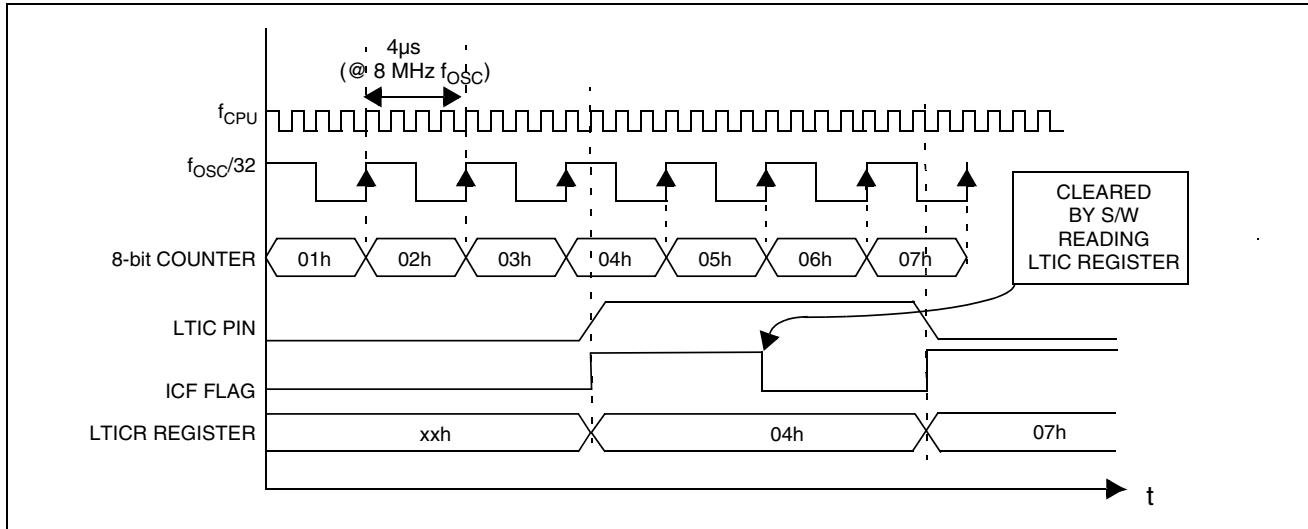 4µs
(@ 8 MHz fOSC)
fCPU
fOSC/32
8-bit COUNTER
01h 02h 03h 04h 05h 06h 07h
CLEARED
BY S/W
READING
LTIC REGISTER
LTIC PIN
ICF FLAG
LTICR REGISTER
xxh 04h 07h
t